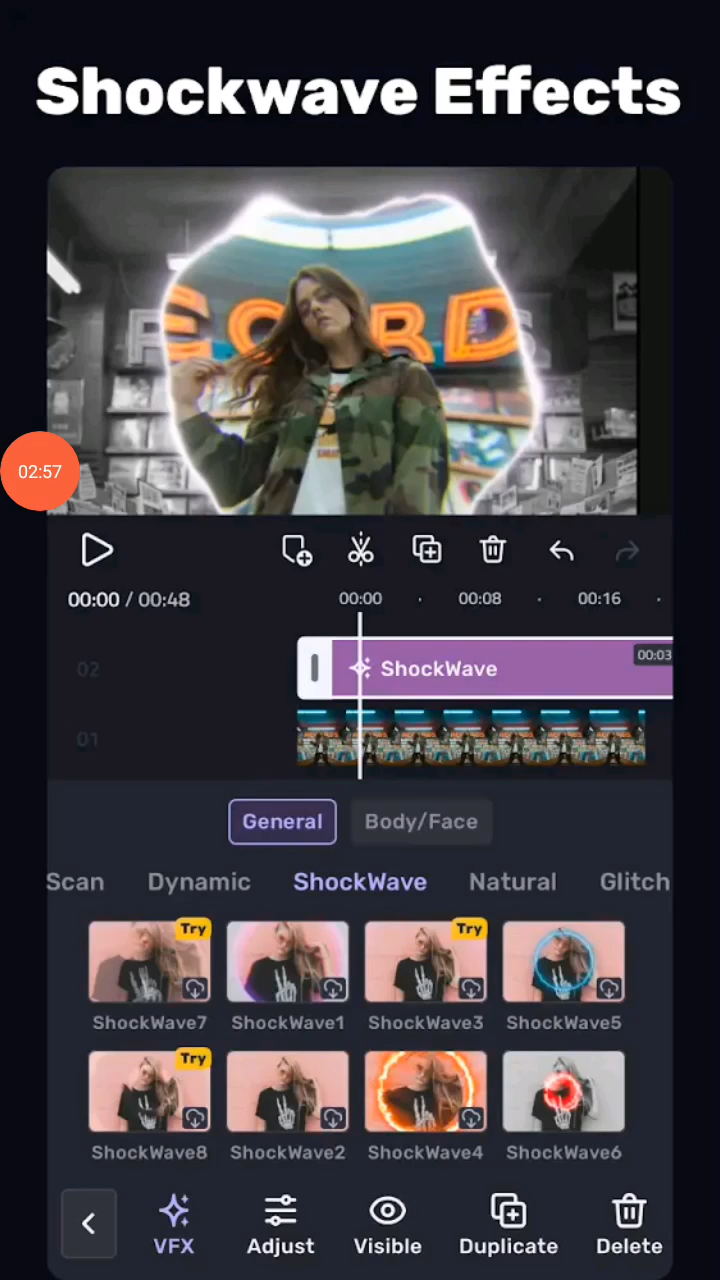 Shockwave Effects
ECORDS
02:57
00:00 / 00:48
00:00 · 00:08 · 00:16 ·
02
ShockWave
00:03
01
General
Body/Face
Scan
Dynamic
ShockWave
Natural
Glitch
Try
Try
ShockWave7
ShockWave1
ShockWave3
ShockWave5
Try
ShockWave8
ShockWave2
ShockWave4
ShockWave6
VFX
Adjust
Visible
Duplicate
Delete